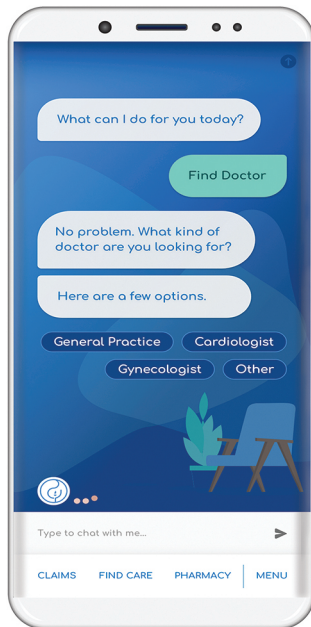 What can I do for you today?
Find Doctor
No problem. What kind of
doctor are you looking for?
Here are a few options.
General Practice Cardiologist
Gynecologist Other
Type to chat with me...
CLAIMS FIND CARE PHARMACY MENU